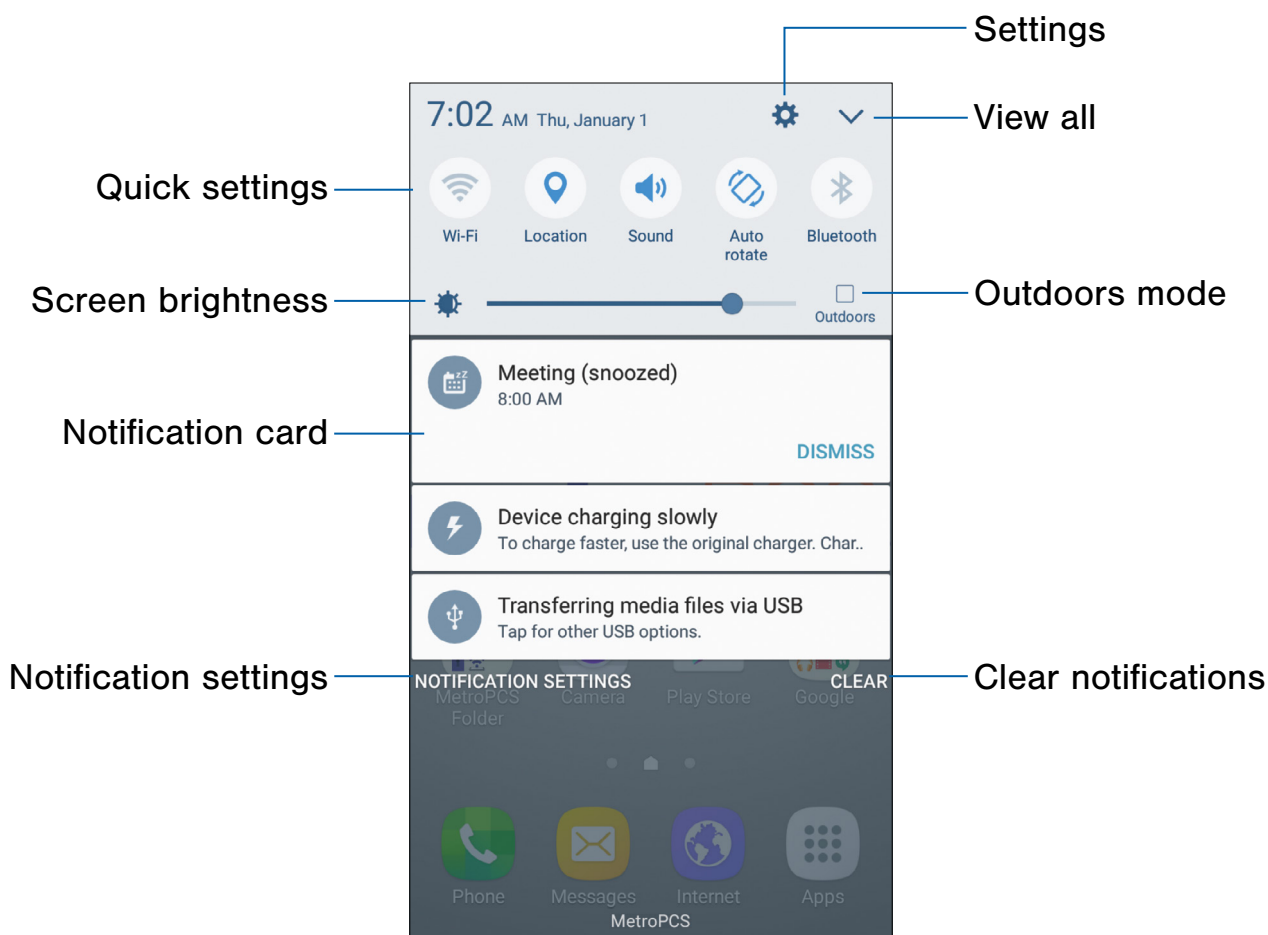 Settings
7:02 AM Thu, January 1
View all
Quick settings
Wi-Fi
Location
Sound
Auto
rotate
Bluetooth
Screen brightness
Outdoors mode
Outdoors
Meeting (snoozed)
8:00 AM
Notification card
DISMISS
Device charging slowly
To charge faster, use the original charger. Char..
Transferring media files via USB
Tap for other USB options.
Notification settings
NOTIFICATION SETTINGS
CLEAR
Clear notifications
MetroPCS
Folder
Camera
Play Store
Google
Phone
Messages
Internet
Apps
MetroPCS